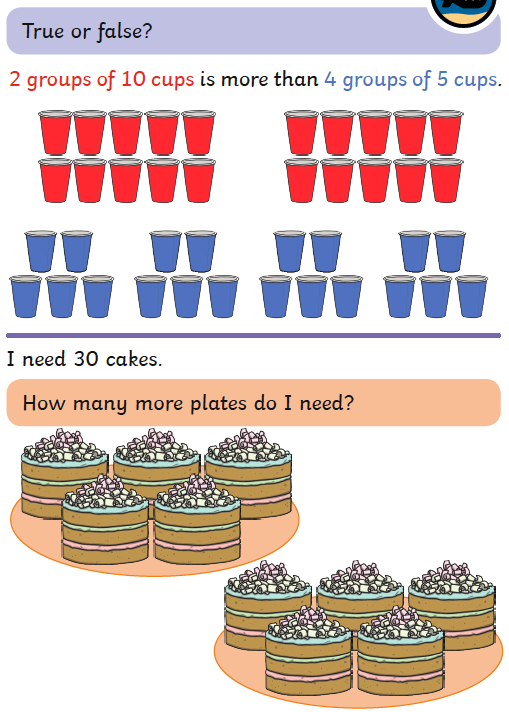 True or false?
2 groups of 10 cups is more than 4 groups of 5 cups.
I need 30 cakes.
How many more plates do I need?